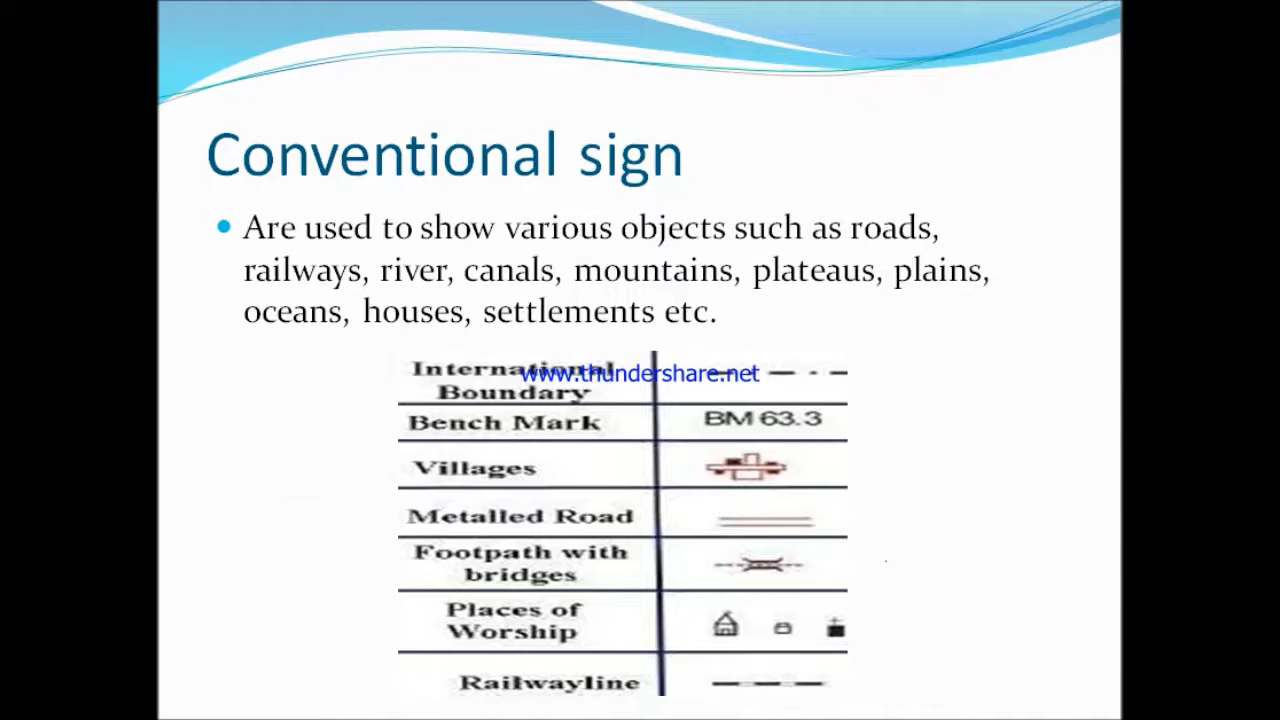 Conventional sign
Are used to show various objects such as roads,
railways, river, canals, mountains, plateaus, plains,
oceans, houses, settlements etc.
International
www.thundershare.net
Boundary
Bench Mark BM 63.3
Villages
Metalled Road
Footpath with
bridges
Places of
Worship
Railwayline